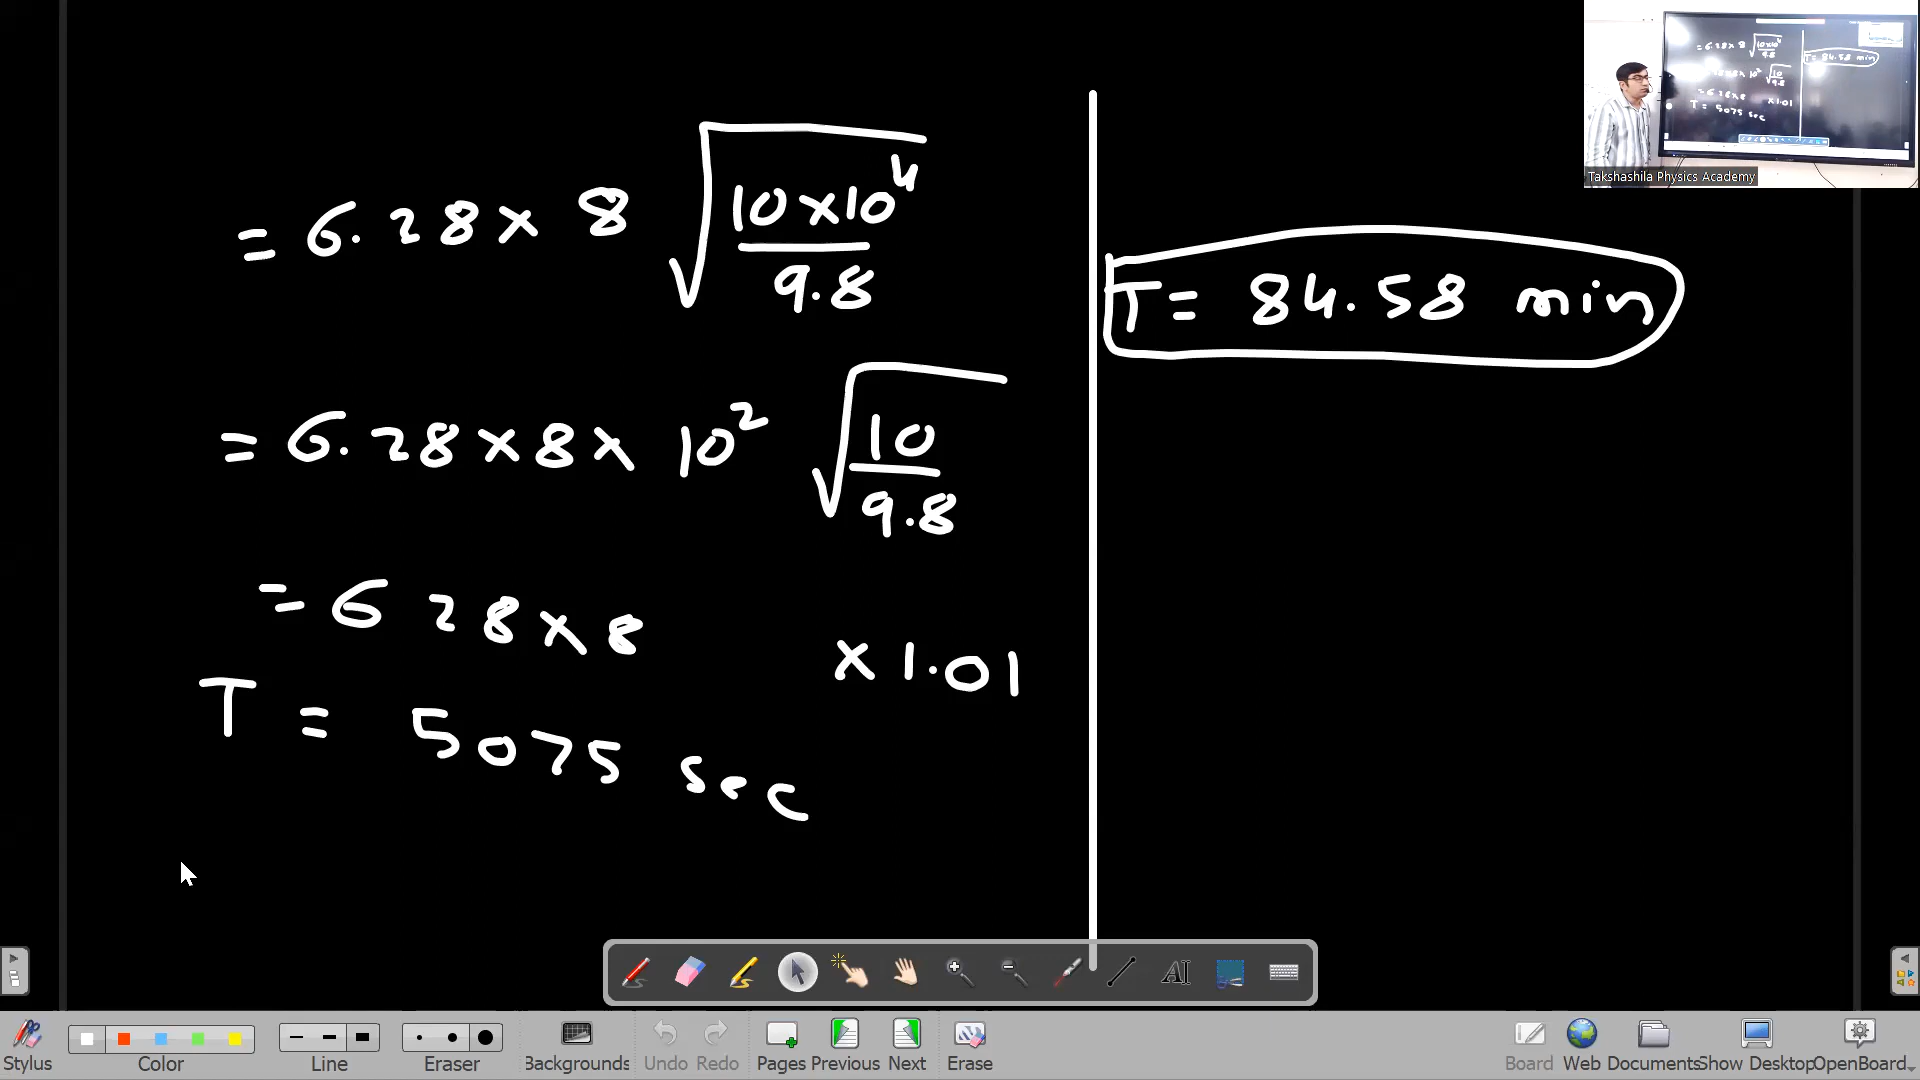 = 6.28 × 8 √(10×10⁴/9.8)
= 6.28×8× 10² √(10/9.8)
= 6 28×8 × 1.01
T = 5075 sec
T = 84.58 min
Takshashila Physics Academy
Stylus
Color
Line
Eraser
Backgrounds
Undo
Redo
Pages
Previous
Next
Erase
Board
Web
Documents
Show Desktop
OpenBoard